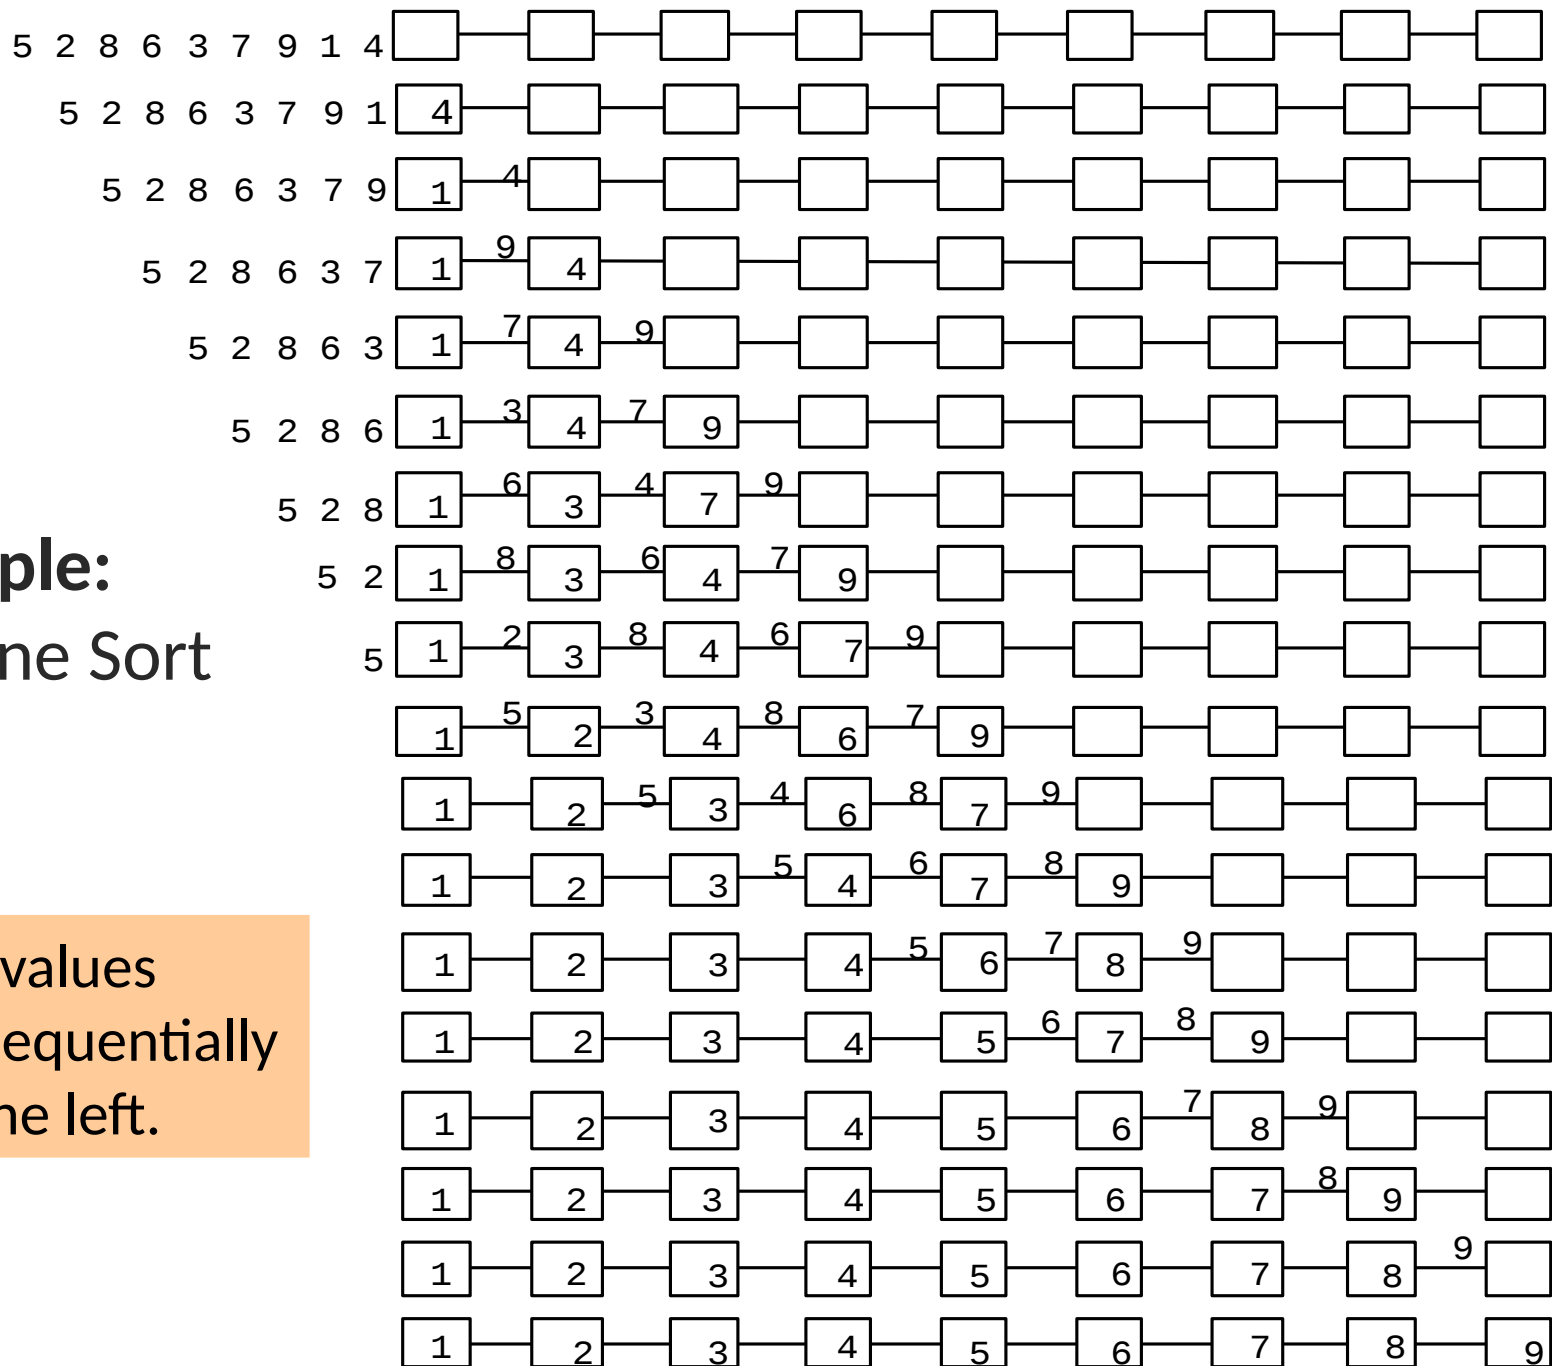 5 2 8 6 3 7 9 1 4
5 2 8 6 3 7 9 1 4
5 2 8 6 3 7 9 1 4
5 2 8 6 3 7 1 9 4
5 2 8 6 3 1 7 4 9
5 2 8 6 1 3 4 7 9
5 2 8 1 6 3 4 7 9
ple:
5 2 1 8 3 6 4 7 9
ne Sort
5 1 2 3 8 4 6 7 9
1 5 2 3 4 8 6 7 9
1 2 5 3 4 6 8 7 9
1 2 3 5 4 6 7 8 9
values
1 2 3 4 5 6 7 8 9
equentially
1 2 3 4 5 6 7 8 9
ne left.
1 2 3 4 5 6 7 8 9
1 2 3 4 5 6 7 8 9
1 2 3 4 5 6 7 8 9
1 2 3 4 5 6 7 8 9